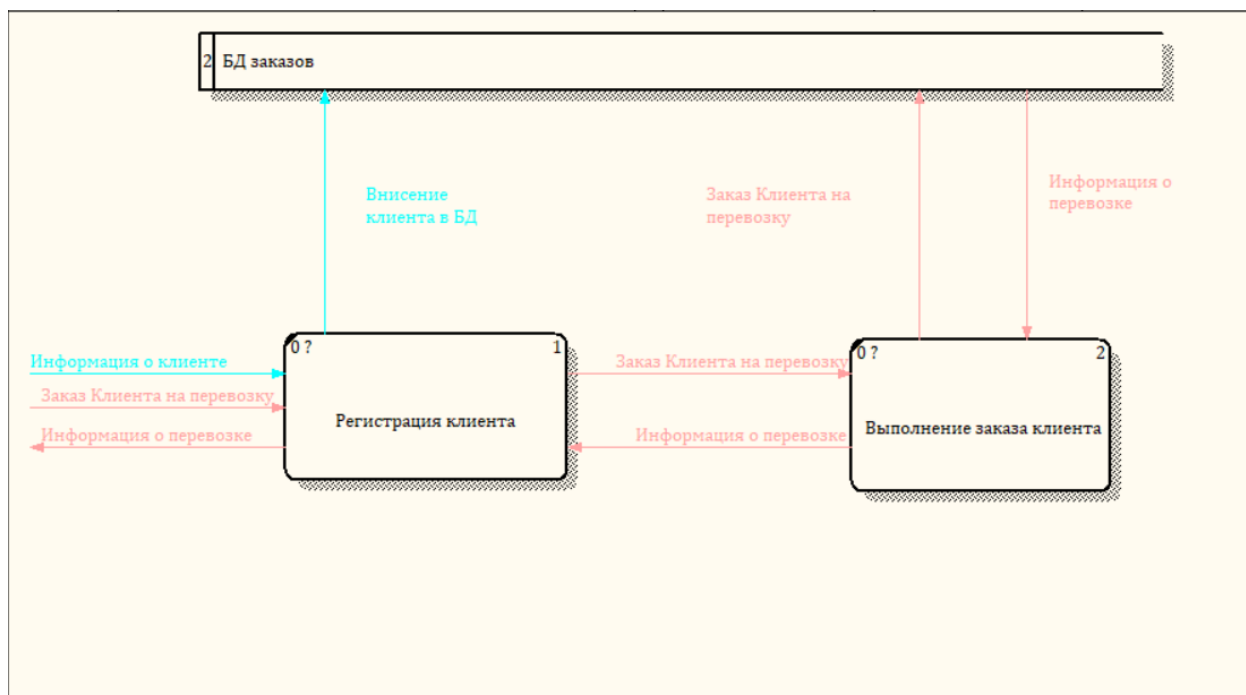 2 БД заказов
Внисение
клиента в БД
Заказ Клиента на
перевозку
Информация о
перевозке
0 ?
1
Информация о клиенте
Заказ Клиента на перевозку
Информация о перевозке
Регистрация клиента
Заказ Клиента на перевозку
Информация о перевозке
0 ?
2
Выполнение заказа клиента